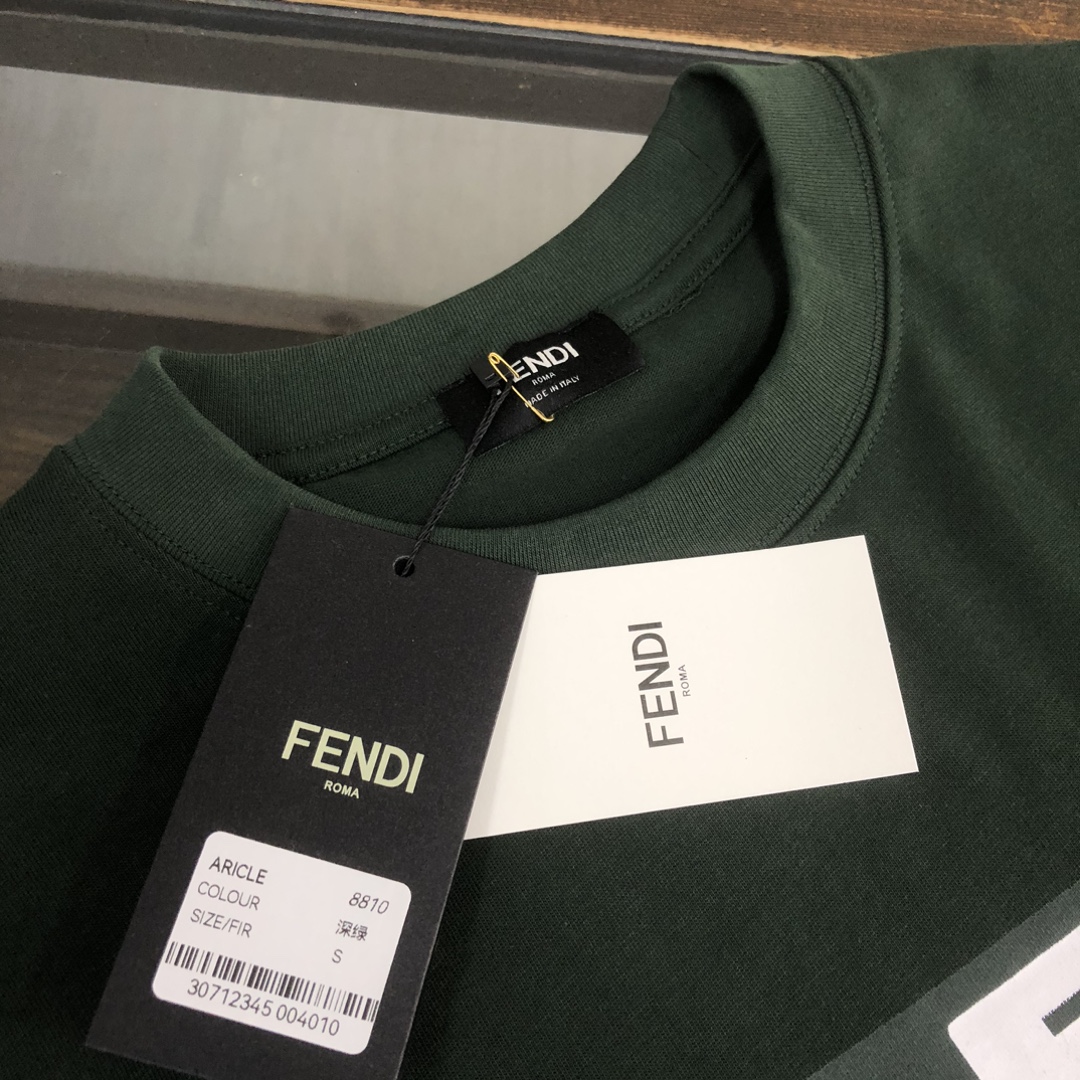 FENDI
ROMA
MADE IN ITALY
FENDI
ROMA
FENDI
ROMA
ARICLE 8810
COLOUR 深绿
SIZE/FIR S
30712345 004010